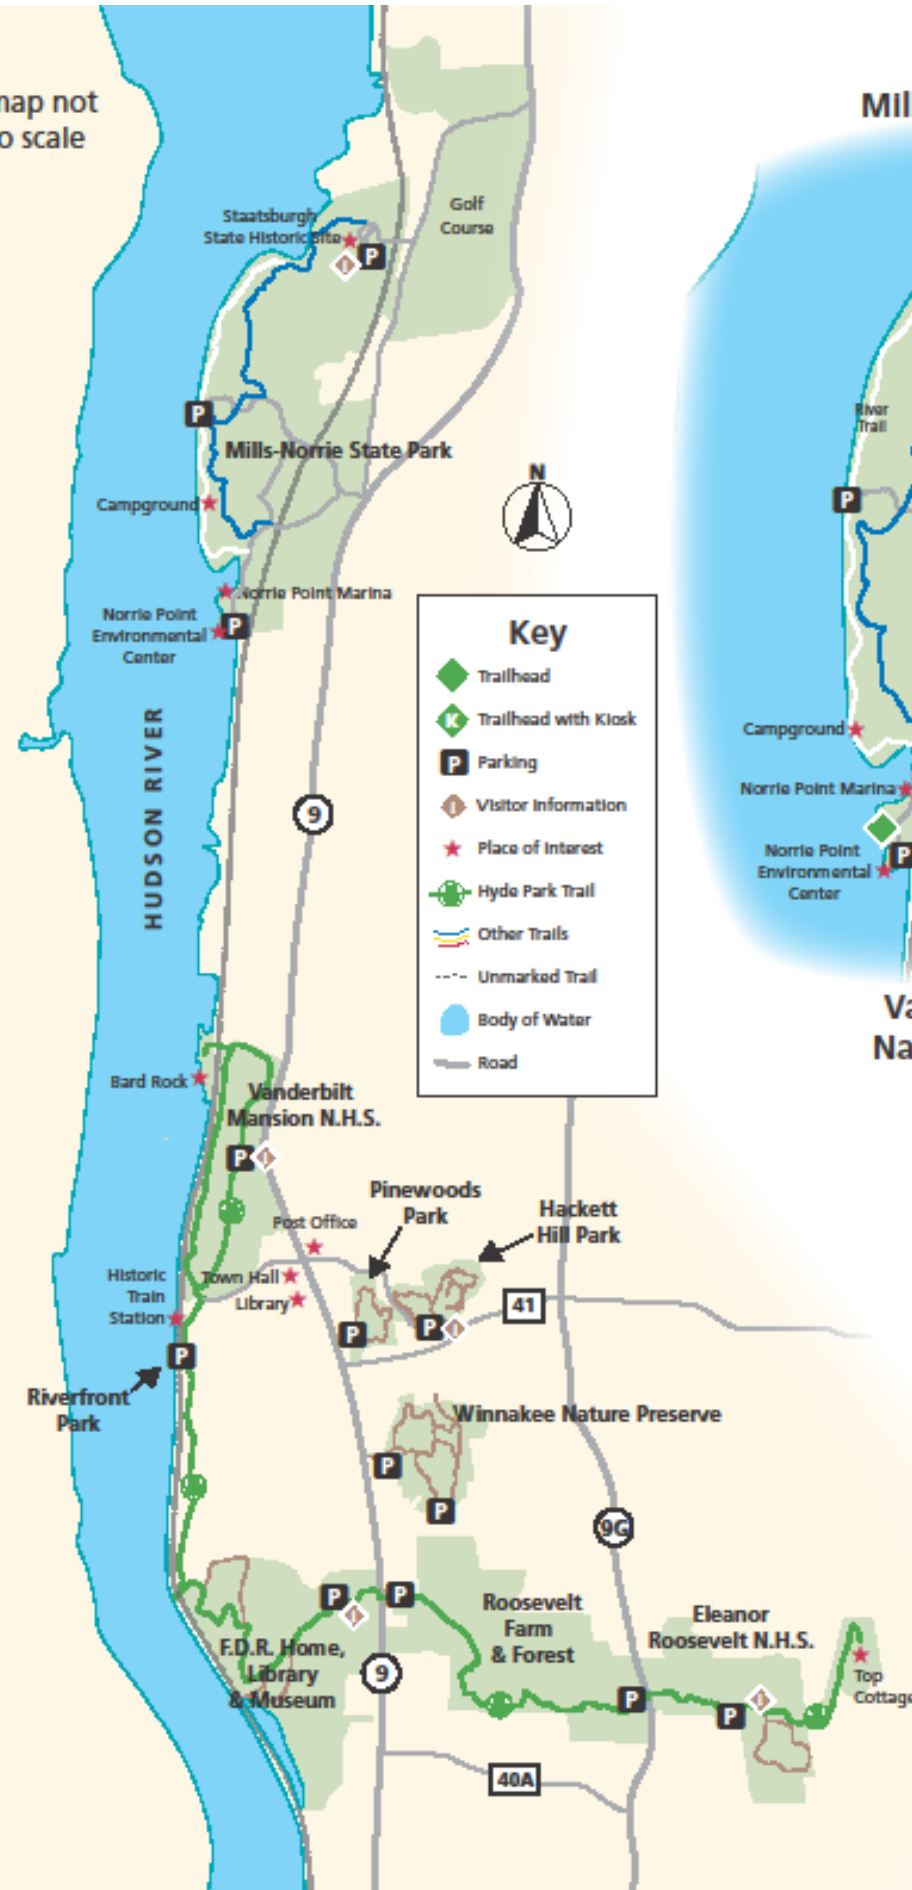 map not
to scale
Mil
Staatsburgh
State Historic Site
Golf
Course
River
Trail
P
P
P
Mills-Norrie State Park
N
Campground
Norrie Point Marina
Norrie Point
Environmental
Center
P
HUDSON RIVER
9
Key
Trailhead
K
Trailhead with Kiosk
P
Parking
i
Visitor Information
Place of Interest
Hyde Park Trail
Other Trails
Unmarked Trail
Body of Water
Road
Campground
Norrie Point Marina
Norrie Point
Environmental
Center
P
Va
Na
Bard Rock
Vanderbilt
Mansion N.H.S.
P
Pinewoods
Park
Hackett
Hill Park
Post Office
Historic
Train
Station
Town Hall
Library
41
P
P
P
Riverfront
Park
Winnakee Nature Preserve
P
P
9G
P
P
Roosevelt
Farm
& Forest
Eleanor
Roosevelt N.H.S.
F.D.R. Home,
Library
& Museum
9
Top
Cottage
P
P
40A